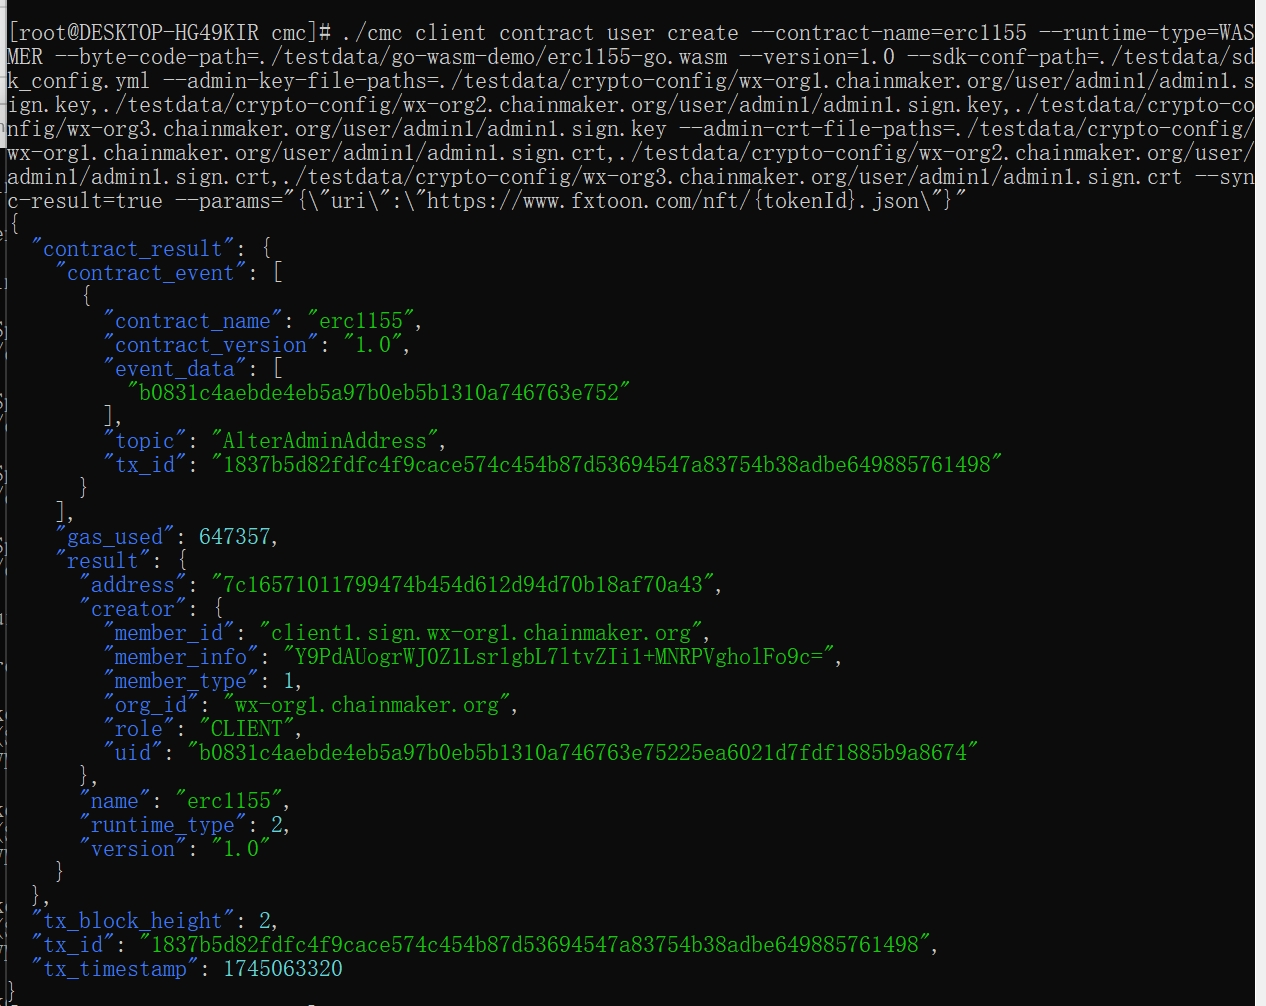 [root@DESKTOP-HG49KIR cmc]# ./cmc client contract user create --contract-name=erc1155 --runtime-type=WAS
MER --byte-code-path=./testdata/go-wasm-demo/erc1155-go.wasm --version=1.0 --sdk-conf-path=./testdata/sd
k_config.yml --admin-key-file-paths=./testdata/crypto-config/wx-org1.chainmaker.org/user/admin1/admin1.s
ign.key,./testdata/crypto-config/wx-org2.chainmaker.org/user/admin1/admin1.sign.key,./testdata/crypto-co
nfig/wx-org3.chainmaker.org/user/admin1/admin1.sign.key --admin-crt-file-paths=./testdata/crypto-config/
wx-org1.chainmaker.org/user/admin1/admin1.sign.crt,./testdata/crypto-config/wx-org2.chainmaker.org/user/
admin1/admin1.sign.crt,./testdata/crypto-config/wx-org3.chainmaker.org/user/admin1/admin1.sign.crt --syn
c-result=true --params="{\"uri\":\"https://www.fxtoon.com/nft/{tokenId}.json\"}"
{
  "contract_result": {
    "contract_event": [
      {
        "contract_name": "erc1155",
        "contract_version": "1.0",
        "event_data": [
          "b0831c4aebde4eb5a97b0eb5b1310a746763e752"
        ],
        "topic": "AlterAdminAddress",
        "tx_id": "1837b5d82fdfc4f9cace574c454b87d53694547a83754b38adbe649885761498"
      }
    ],
    "gas_used": 647357,
    "result": {
      "address": "7c16571011799474b454d612d94d70b18af70a43",
      "creator": {
        "member_id": "client1.sign.wx-org1.chainmaker.org",
        "member_info": "Y9PdAUogrWJ0Z1LsrlgbL7ltvZIi1+MNRPVgholFo9c=",
        "member_type": 1,
        "org_id": "wx-org1.chainmaker.org",
        "role": "CLIENT",
        "uid": "b0831c4aebde4eb5a97b0eb5b1310a746763e75225ea6021d7fdf1885b9a8674"
      },
      "name": "erc1155",
      "runtime_type": 2,
      "version": "1.0"
    }
  },
  "tx_block_height": 2,
  "tx_id": "1837b5d82fdfc4f9cace574c454b87d53694547a83754b38adbe649885761498",
  "tx_timestamp": 1745063320
}